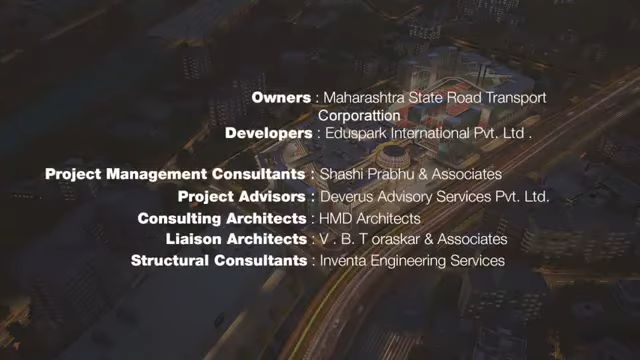 Owners : Maharashtra State Road Transport
Corporattion
Developers : Eduspark International Pvt. Ltd .
Project Management Consultants : Shashi Prabhu & Associates
Project Advisors : Deverus Advisory Services Pvt. Ltd.
Consulting Architects : HMD Architects
Liaison Architects : V . B. T oraskar & Associates
Structural Consultants : Inventa Engineering Services